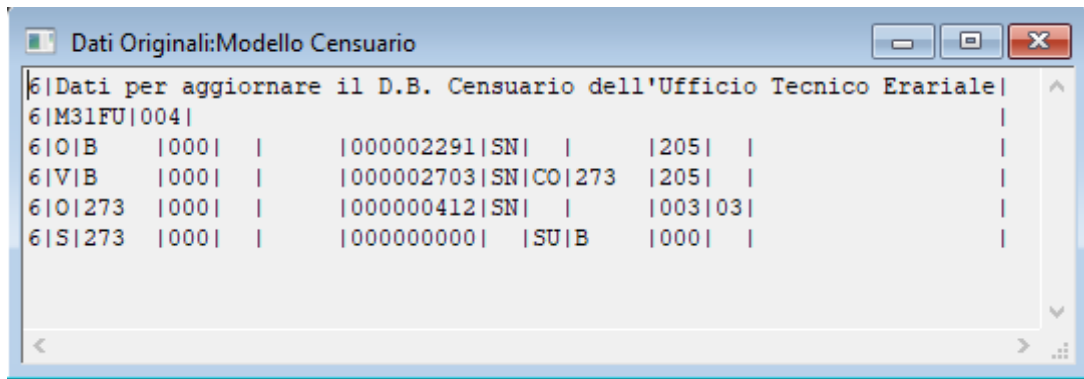 Dati Originali:Modello Censuario
6|Dati per aggiornare il D.B. Censuario dell'Ufficio Tecnico Erariale|
6|M31FU|004|                                                          |
6|O|B    |000|  |      |000002291|SN|  |     |205|  |                  |
6|V|B    |000|  |      |000002703|SN|CO|273  |205|  |                  |
6|O|273  |000|  |      |000000412|SN|  |     |003|03|                  |
6|S|273  |000|  |      |000000000|  |SU|B    |000|  |                  |